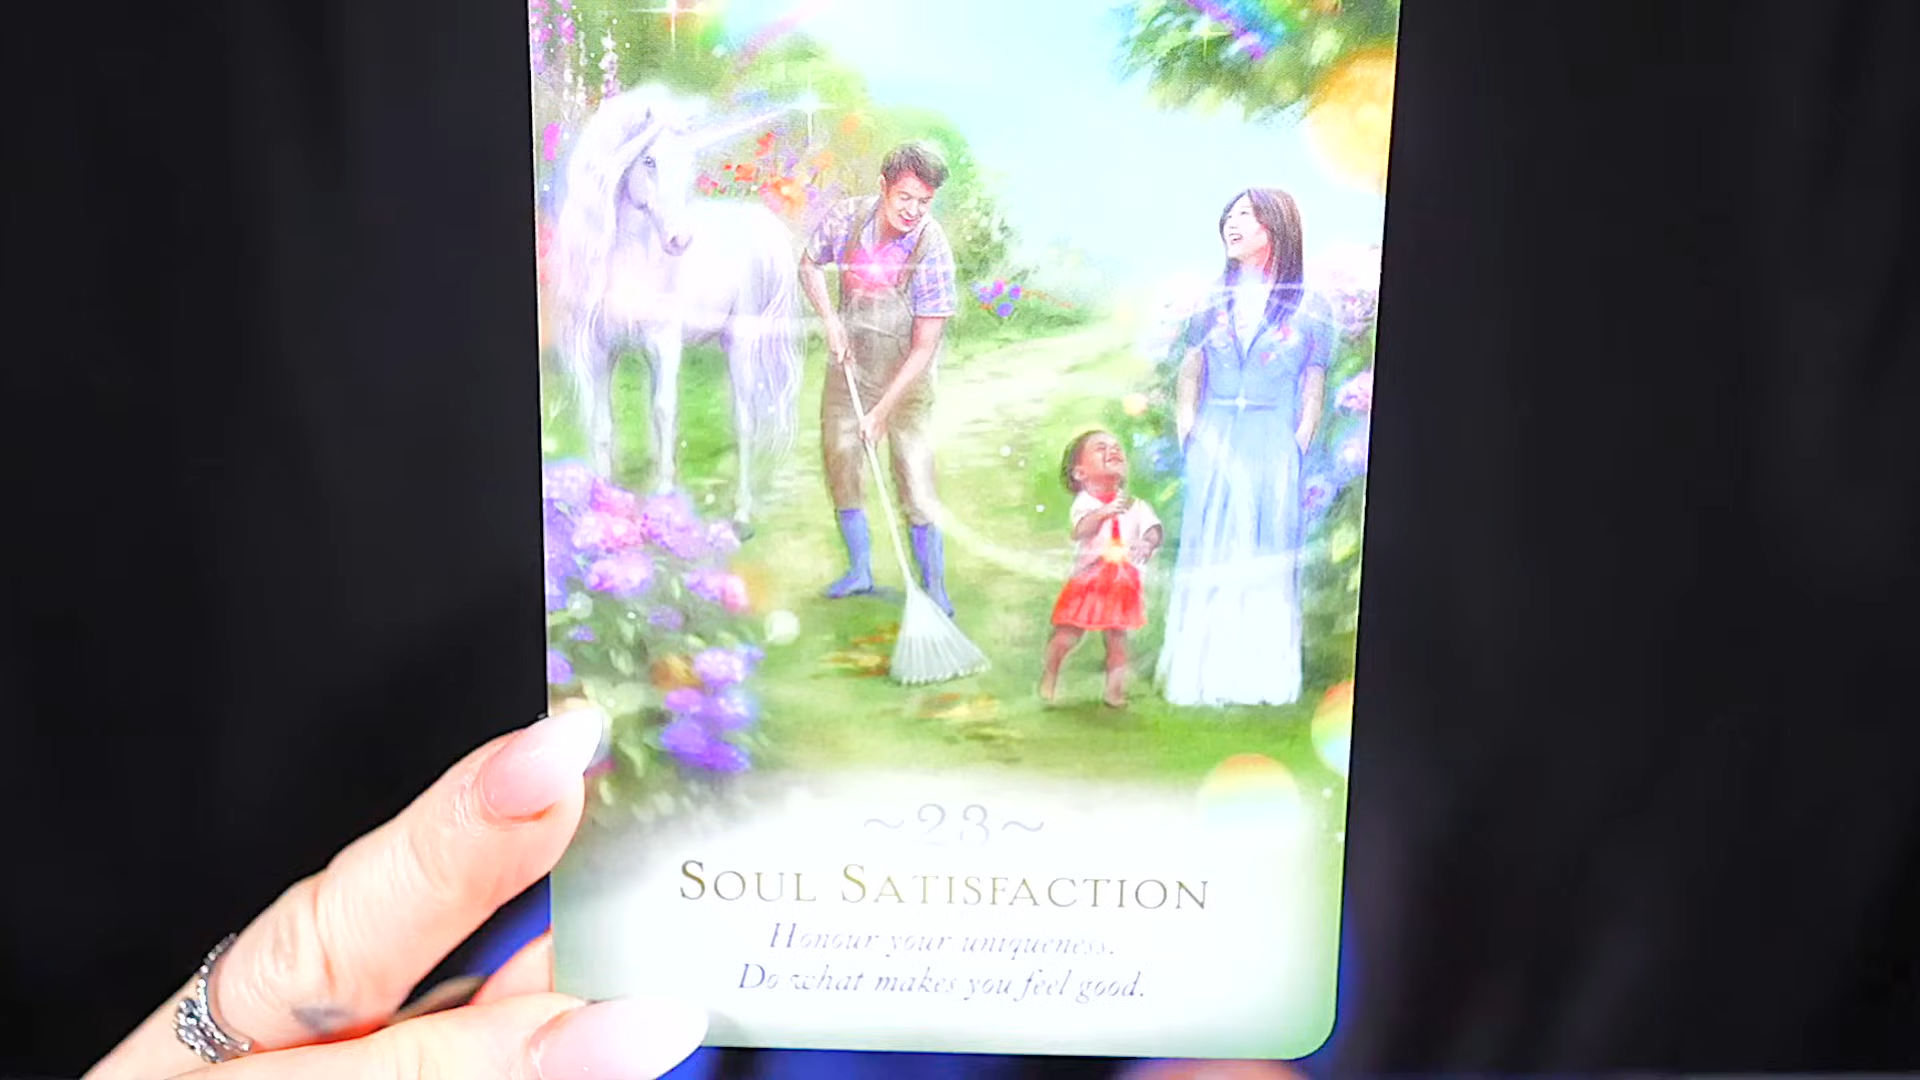 ~23~
SOUL SATISFACTION
Honour your uniqueness.
Do what makes you feel good.